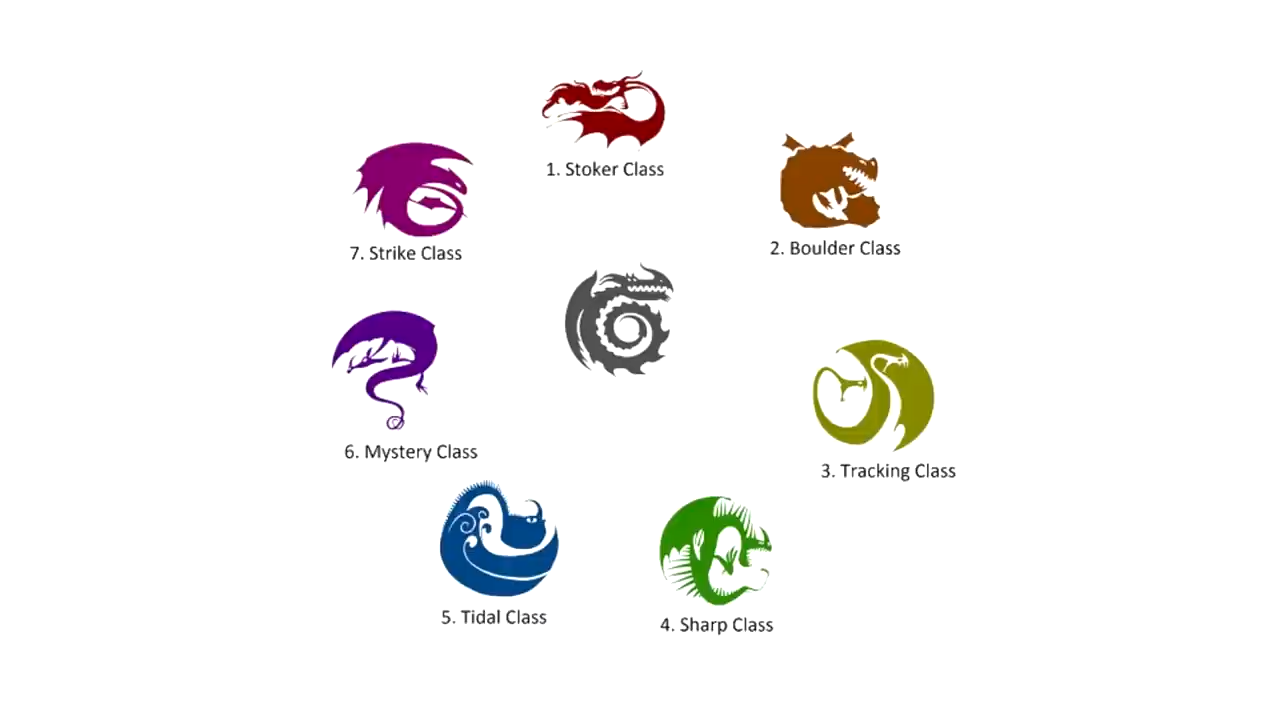 1. Stoker Class
2. Boulder Class
3. Tracking Class
4. Sharp Class
5. Tidal Class
6. Mystery Class
7. Strike Class